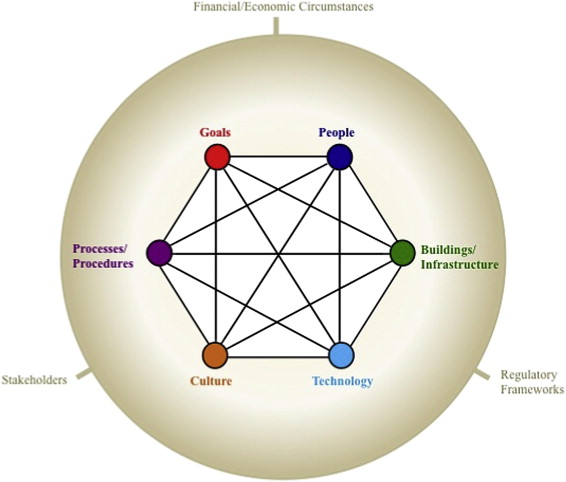 Financial/Economic Circumstances
Goals
People
Processes/
Procedures
Buildings/
Infrastructure
Culture
Technology
Stakeholders
Regulatory
Frameworks